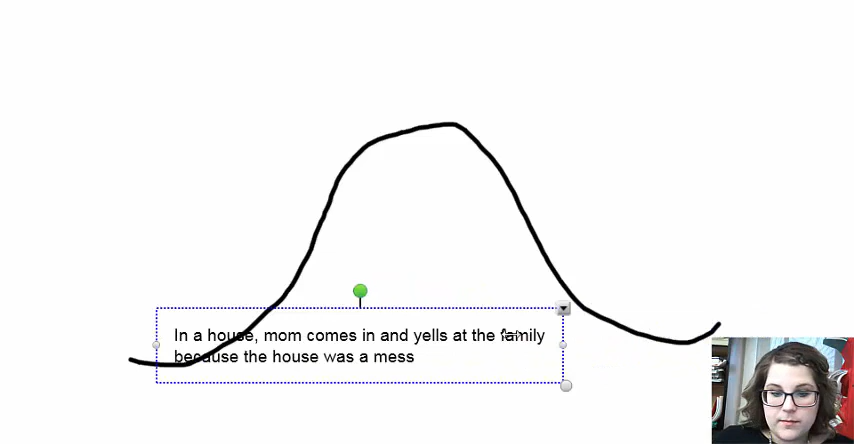 In a house, mom comes in and yells at the family
because the house was a mess